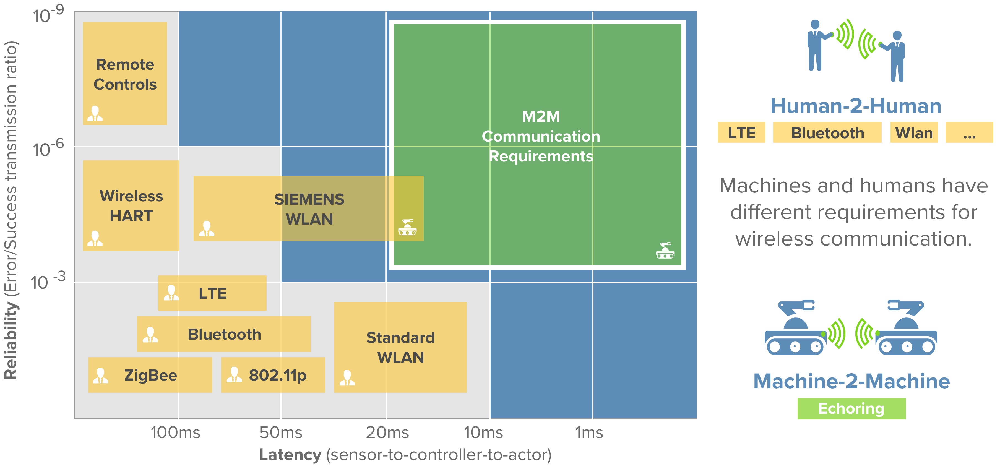 10-9
10-6
10 -3
Reliability (Error/Success transmission ratio)
Remote
Controls
M2M
Communication
Requirements
Wireless
HART
SIEMENS
WLAN
LTE
Bluetooth
ZigBee
802.11p
Standard
WLAN
100ms
50ms
20ms
10ms
1ms
Latency (sensor-to-controller-to-actor)
Human-2-Human
LTE
Bluetooth
Wlan
...
Machines and humans have
different requirements for
wireless communication.
Machine-2-Machine
Echoring